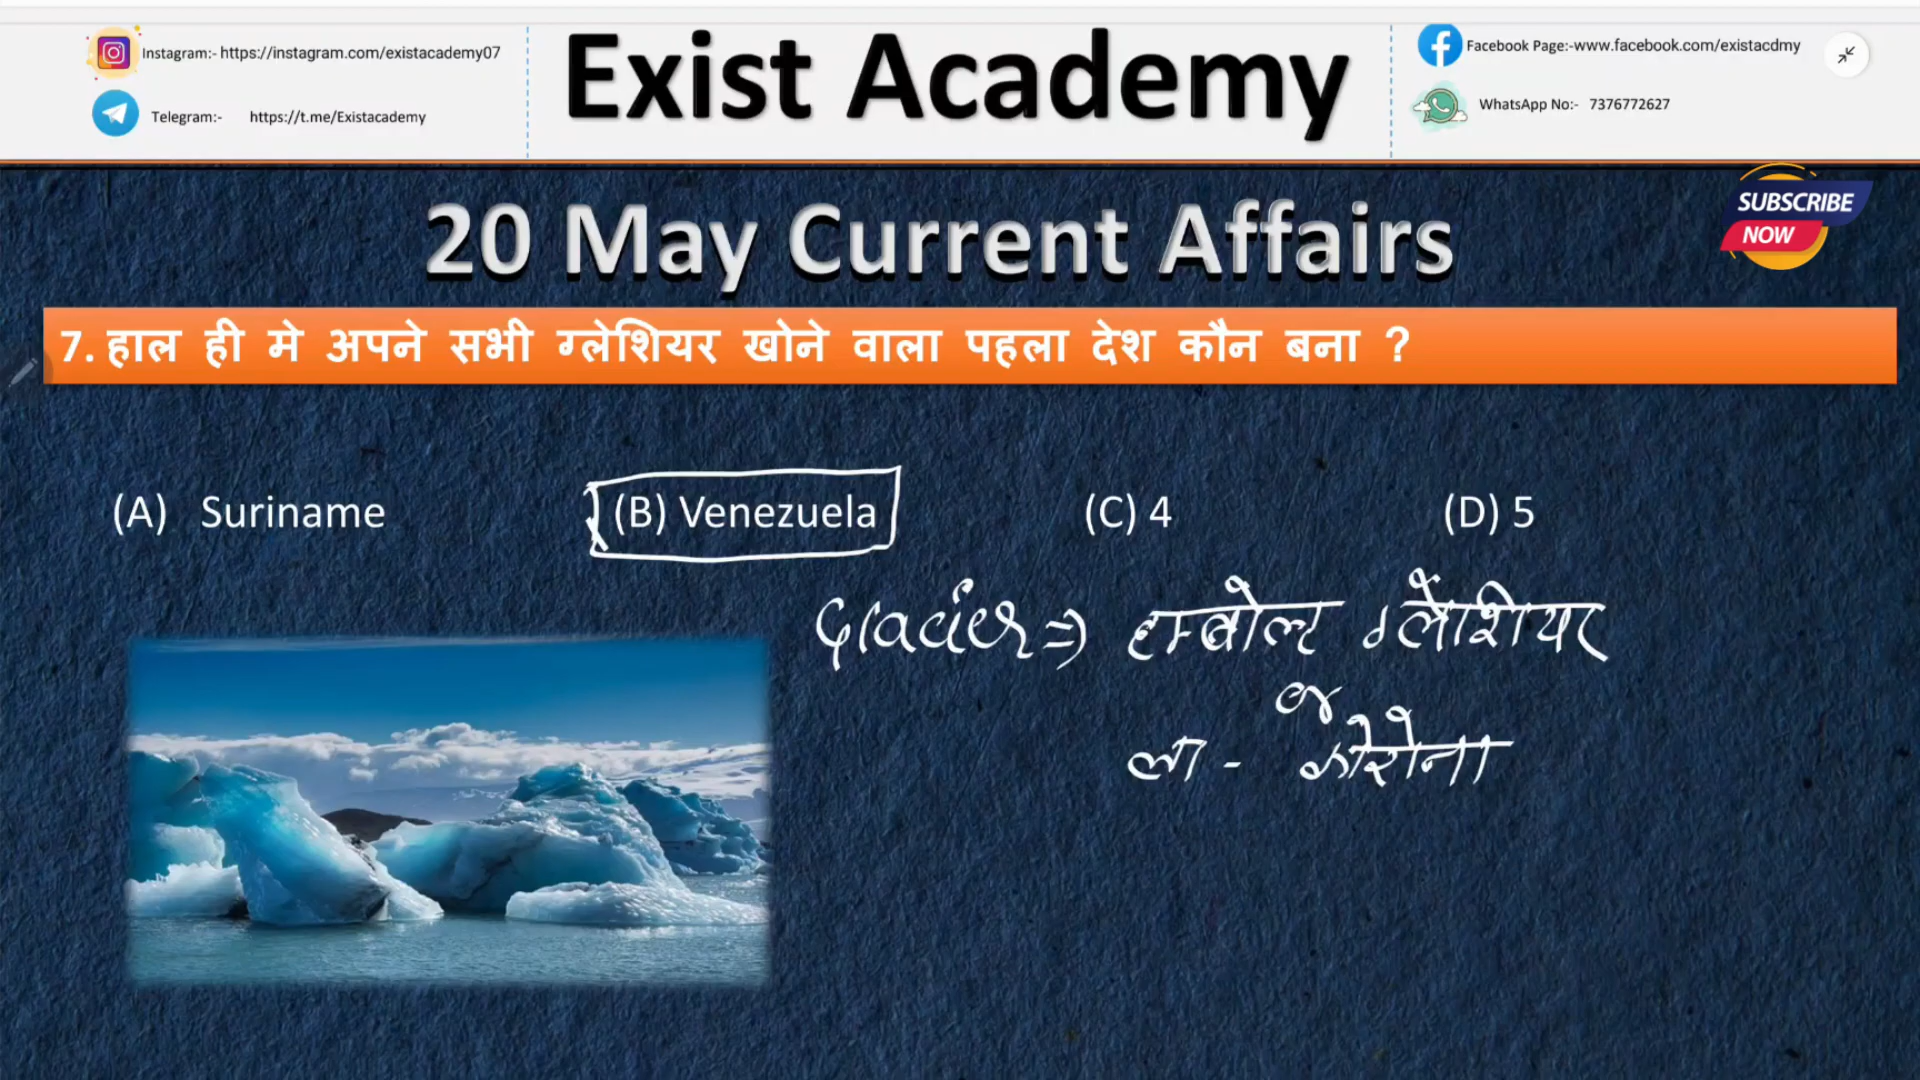 Instagram:- https://instagram.com/existacademy07
Telegram:- https://t.me/Existacademy
Exist Academy
Facebook Page:-www.facebook.com/existacdmy
WhatsApp No:- 7376772627
SUBSCRIBE
NOW
20 May Current Affairs
7. हाल ही मे अपने सभी ग्लेशियर खोने वाला पहला देश कौन बना ?
(A) Suriname (B) Venezuela (C) 4 (D) 5
Glacier => हम्बोल्ट ग्लेशियर
or
ला - कोरोना